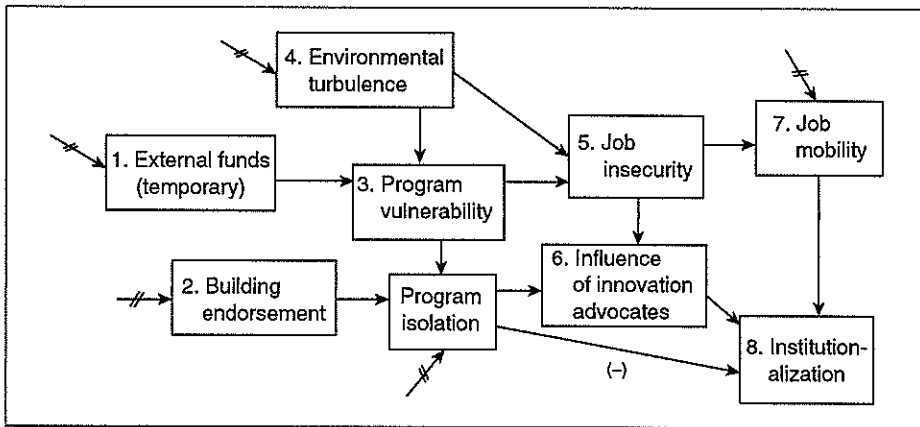 4. Environmental
turbulence
7. Job
mobility
5. Job
insecurity
1. External funds
(temporary)
3. Program
vulnerability
6. Influence
of innovation
advocates
2. Building
endorsement
Program
isolation
8. Institution-
alization
(–)